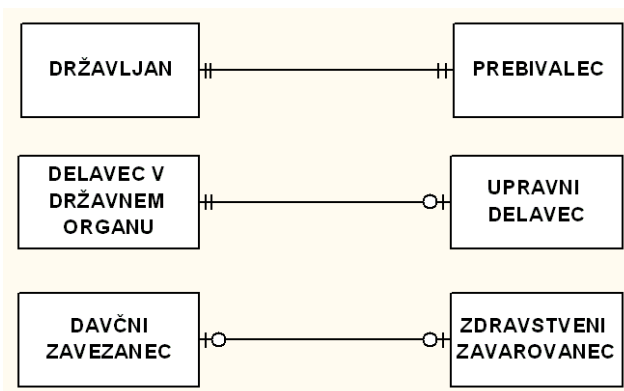 DRŽAVLJAN
PREBIVALEC
DELAVEC V
DRŽAVNEM
ORGANU
UPRAVNI
DELAVEC
DAVČNI
ZAVEZANEC
ZDRAVSTVENI
ZAVAROVANEC